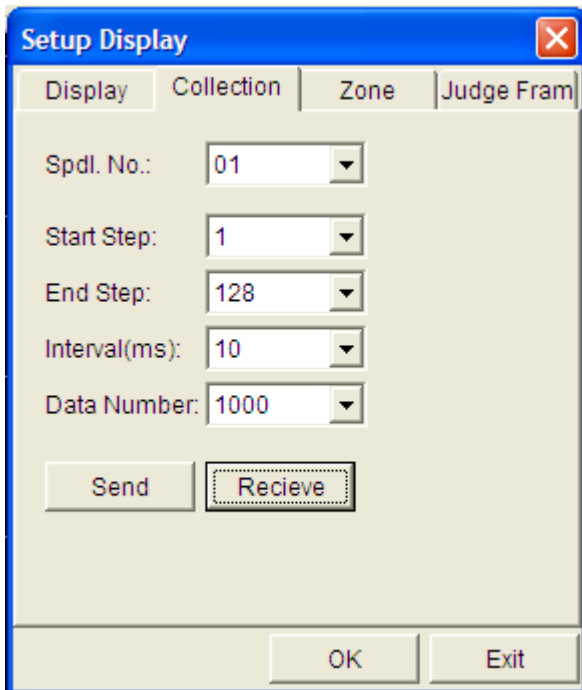 Setup Display
Display Collection Zone Judge Fram
Spdl. No.: 01
Start Step: 1
End Step: 128
Interval(ms): 10
Data Number: 1000
Send Recieve
OK Exit